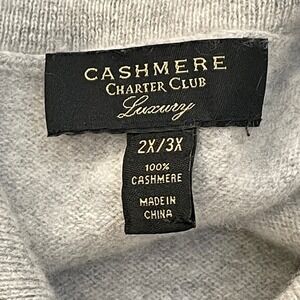 CASHMERE
CHARTER CLUB
Luxury
2X/3X
100%
CASHMERE
MADE IN
CHINA